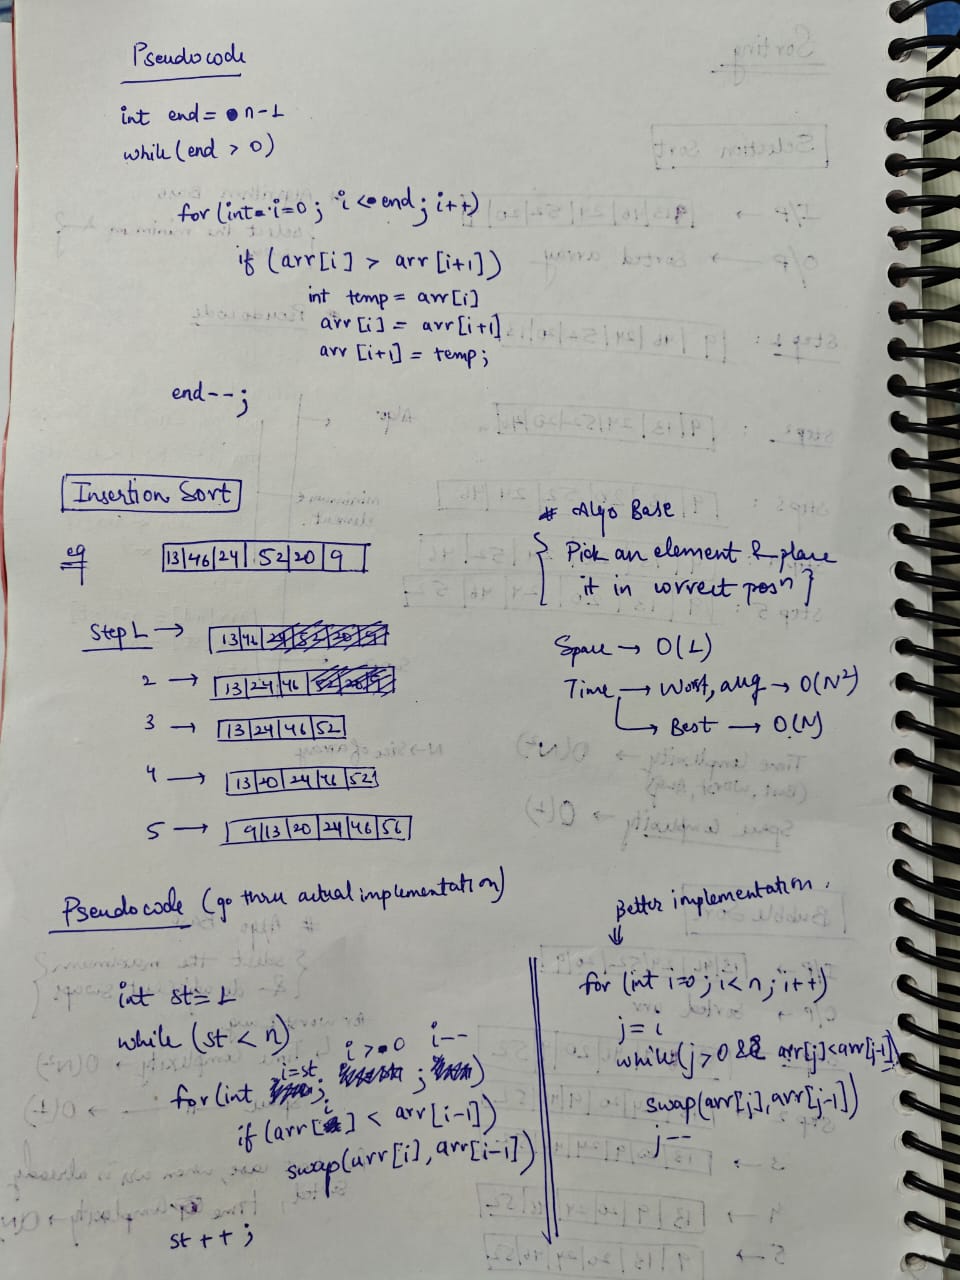 Pseudocode
int end = n-1
while (end > 0)
for (int i=0; i < end; i++)
if (arr[i] > arr[i+1])
int temp = arr[i]
arr[i] = arr[i+1]
arr[i+1] = temp;
end--;
Insertion Sort
eg
13|46|24|52|20|9
# Algo Base
{ Pick an element & place
it in correct posn }
Step 1 → 13|46|24|52|20|9
2 → 13|24|46|52|20|9
3 → 13|24|46|52
4 → 13|20|24|46|52
5 → 9|13|20|24|46|56
Space → O(1)
Time → Worst, avg → O(N²)
→ Best → O(N)
Pseudocode (go thru actual implementation)
int st = 1
while (st < n)
for (int i=st; i>0; i--)
if (arr[i] < arr[i-1])
swap(arr[i], arr[i-1])
st++;
Better implementation.
for (int i=0; i<n; i++)
j = i
while(j>0 && arr[j]<arr[j-1])
swap(arr[j], arr[j-1])
j--